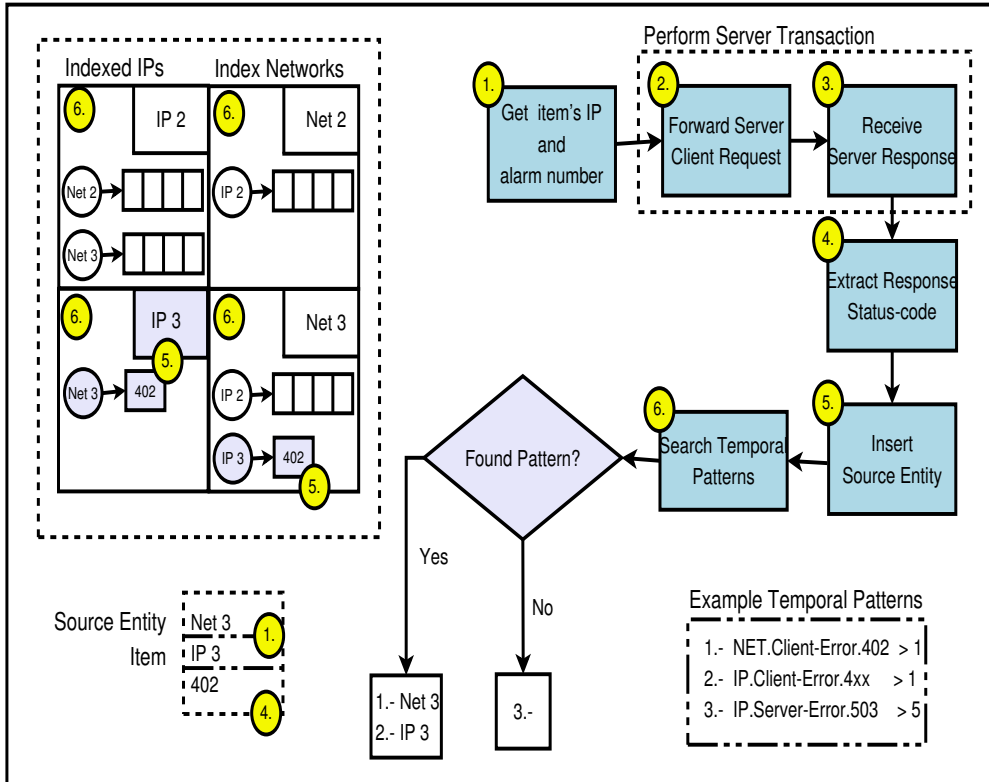 Indexed IPs
Index Networks
6.
IP 2
6.
Net 2
Net 2
IP 2
Net 3
6.
IP 3
6.
Net 3
5.
Net 3
402
IP 2
IP 3
402
5.
Perform Server Transaction
1.
Get item's IP
and
alarm number
2.
Forward Server
Client Request
3.
Receive
Server Response
4.
Extract Response
Status-code
5.
Insert
Source Entity
6.
Search Temporal
Patterns
Found Pattern?
Yes
No
1.- Net 3
2.- IP 3
3.-
Source Entity
Item
Net 3
1.
IP 3
402
4.
Example Temporal Patterns
1.- NET.Client-Error.402 > 1
2.- IP.Client-Error.4xx > 1
3.- IP.Server-Error.503 > 5